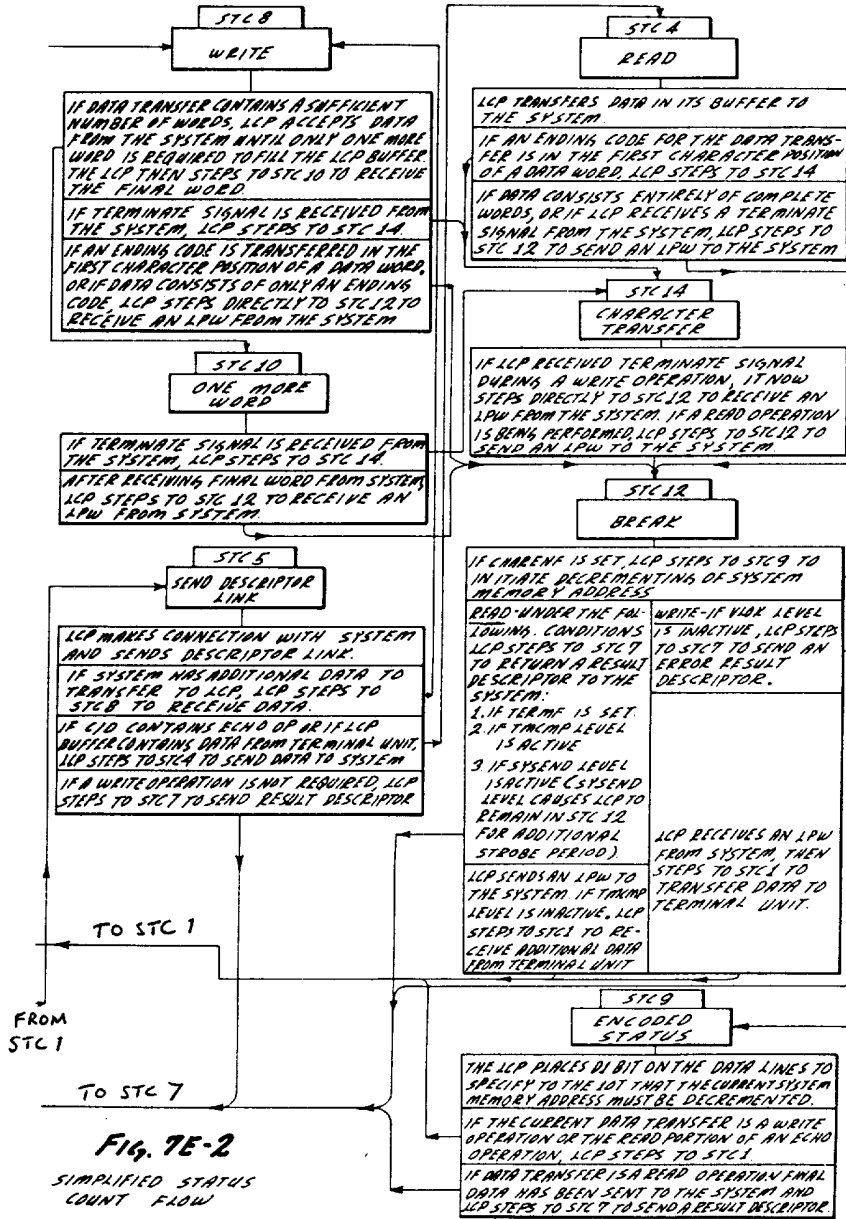 STC 8
WRITE
IF DATA TRANSFER CONTAINS A SUFFICIENT
NUMBER OF WORDS, LCP ACCEPTS DATA
FROM THE SYSTEM UNTIL ONLY ONE MORE
WORD IS REQUIRED TO FILL THE LCP BUFFER.
THE LCP THEN STEPS TO STC 10 TO RECEIVE
THE FINAL WORD.
IF TERMINATE SIGNAL IS RECEIVED FROM
THE SYSTEM, LCP STEPS TO STC 14.
IF AN ENDING CODE IS TRANSFERRED IN THE
FIRST CHARACTER POSITION OF A DATA WORD,
OR IF DATA CONSISTS OF ONLY AN ENDING
CODE, LCP STEPS DIRECTLY TO STC 12 TO
RECEIVE AN LPW FROM THE SYSTEM
STC 10
ONE MORE
WORD
IF TERMINATE SIGNAL IS RECEIVED FROM
THE SYSTEM, LCP STEPS TO STC 14.
AFTER RECEIVING FINAL WORD FROM SYSTEM,
LCP STEPS TO STC 12 TO RECEIVE AN
LPW FROM SYSTEM.
STC 5
SEND DESCRIPTOR
LINK
LCP MAKES CONNECTION WITH SYSTEM
AND SENDS DESCRIPTOR LINK.
IF SYSTEM HAS ADDITIONAL DATA TO
TRANSFER TO LCP, LCP STEPS TO
STC 8 TO RECEIVE DATA.
IF C/D CONTAINS ECHO OP OR IF LCP
BUFFER CONTAINS DATA FROM TERMINAL UNIT,
LCP STEPS TO STC 4 TO SEND DATA TO SYSTEM
IF A WRITE OPERATION IS NOT REQUIRED, LCP
STEPS TO STC 7 TO SEND RESULT DESCRIPTOR
TO STC 1
FROM
STC 1
TO STC 7
FIG. 7E-2
SIMPLIFIED STATUS
COUNT FLOW
STC 4
READ
LCP TRANSFERS DATA IN ITS BUFFER TO
THE SYSTEM.
IF AN ENDING CODE FOR THE DATA TRANS-
FER IS IN THE FIRST CHARACTER POSITION
OF A DATA WORD, LCP STEPS TO STC 14
IF DATA CONSISTS ENTIRELY OF COMPLETE
WORDS, OR IF LCP RECEIVES A TERMINATE
SIGNAL FROM THE SYSTEM, LCP STEPS TO
STC 12 TO SEND AN LPW TO THE SYSTEM
STC 14
CHARACTER
TRANSFER
IF LCP RECEIVED TERMINATE SIGNAL
DURING A WRITE OPERATION, IT NOW
STEPS DIRECTLY TO STC 12 TO RECEIVE AN
LPW FROM THE SYSTEM. IF A READ OPERATION
IS BEING PERFORMED, LCP STEPS TO STC 12 TO
SEND AN LPW TO THE SYSTEM.
STC 12
BREAK
IF CHARENF IS SET, LCP STEPS TO STC 9 TO
INITIATE DECREMENTING OF SYSTEM
MEMORY ADDRESS
READ-UNDER THE FOL-
LOWING. CONDITIONS
LCP STEPS TO STC 7
TO RETURN A RESULT
DESCRIPTOR TO THE
SYSTEM:
1. IF TERMF IS SET.
2. IF TMCMP LEVEL
IS ACTIVE
3. IF SYSEND LEVEL
IS ACTIVE (SYSEND
LEVEL CAUSES LCP TO
REMAIN IN STC 12
FOR ADDITIONAL
STROBE PERIOD).
LCP SENDS AN LPW TO
THE SYSTEM. IF TMCMP
LEVEL IS INACTIVE, LCP
STEPS TO STC 1 TO RE-
CEIVE ADDITIONAL DATA
FROM TERMINAL UNIT
WRITE-IF VLOK LEVEL
IS INACTIVE, LCP STEPS
TO STC 7 TO SEND AN
ERROR RESULT
DESCRIPTOR.
LCP RECEIVES AN LPW
FROM SYSTEM, THEN
STEPS TO STC 1 TO
TRANSFER DATA TO
TERMINAL UNIT.
STC 9
ENCODED
STATUS
THE LCP PLACES D1 BIT ON THE DATA LINES TO
SPECIFY TO THE IOT THAT THE CURRENT SYSTEM
MEMORY ADDRESS MUST BE DECREMENTED.
IF THE CURRENT DATA TRANSFER IS A WRITE
OPERATION OR THE READ PORTION OF AN ECHO
OPERATION, LCP STEPS TO STC 1
IF DATA TRANSFER IS A READ OPERATION FINAL
DATA HAS BEEN SENT TO THE SYSTEM AND
LCP STEPS TO STC 7 TO SEND A RESULT DESCRIPTOR.